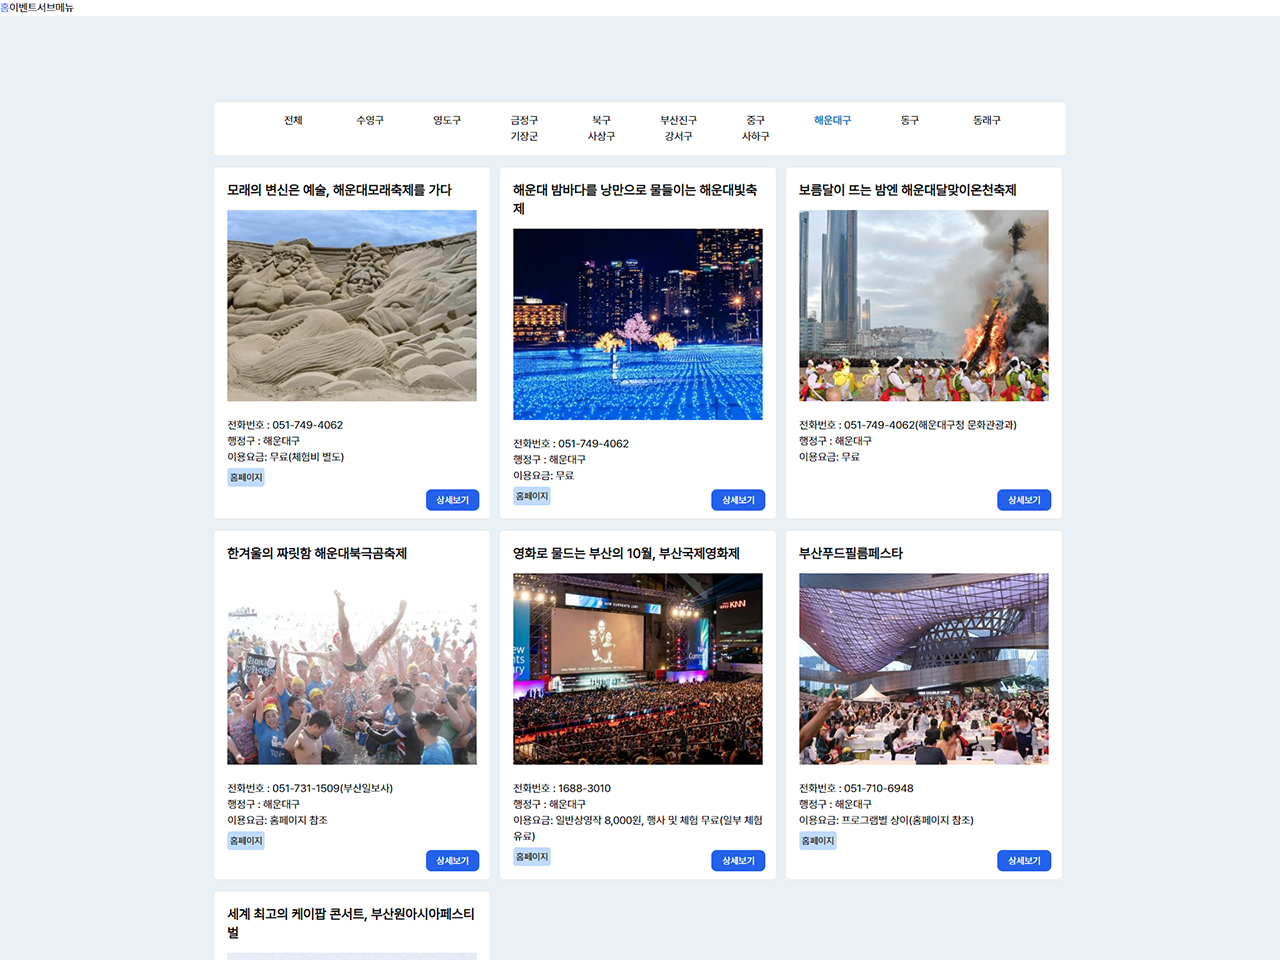 홈이벤트서브메뉴
전체 수영구 영도구 금정구 북구 부산진구 중구 해운대구 동구 동래구
기장군 사상구 강서구 사하구
모래의 변신은 예술, 해운대모래축제를 가다
전화번호 : 051-749-4062
행정구 : 해운대구
이용요금: 무료(체험비 별도)
홈페이지
상세보기
해운대 밤바다를 낭만으로 물들이는 해운대빛축
제
전화번호 : 051-749-4062
행정구 : 해운대구
이용요금: 무료
홈페이지
상세보기
보름달이 뜨는 밤엔 해운대달맞이온천축제
전화번호 : 051-749-4062(해운대구청 문화관광과)
행정구 : 해운대구
이용요금: 무료
상세보기
한겨울의 짜릿함 해운대북극곰축제
전화번호 : 051-731-1509(부산일보사)
행정구 : 해운대구
이용요금: 홈페이지 참조
홈페이지
상세보기
영화로 물드는 부산의 10월, 부산국제영화제
NEW CURRENTS
KNN
전화번호 : 1688-3010
행정구 : 해운대구
이용요금: 일반상영작 8,000원, 행사 및 체험 무료(일부 체험
유료)
홈페이지
상세보기
부산푸드필름페스타
전화번호 : 051-710-6948
행정구 : 해운대구
이용요금: 프로그램별 상이(홈페이지 참조)
홈페이지
상세보기
세계 최고의 케이팝 콘서트, 부산원아시아페스티
벌